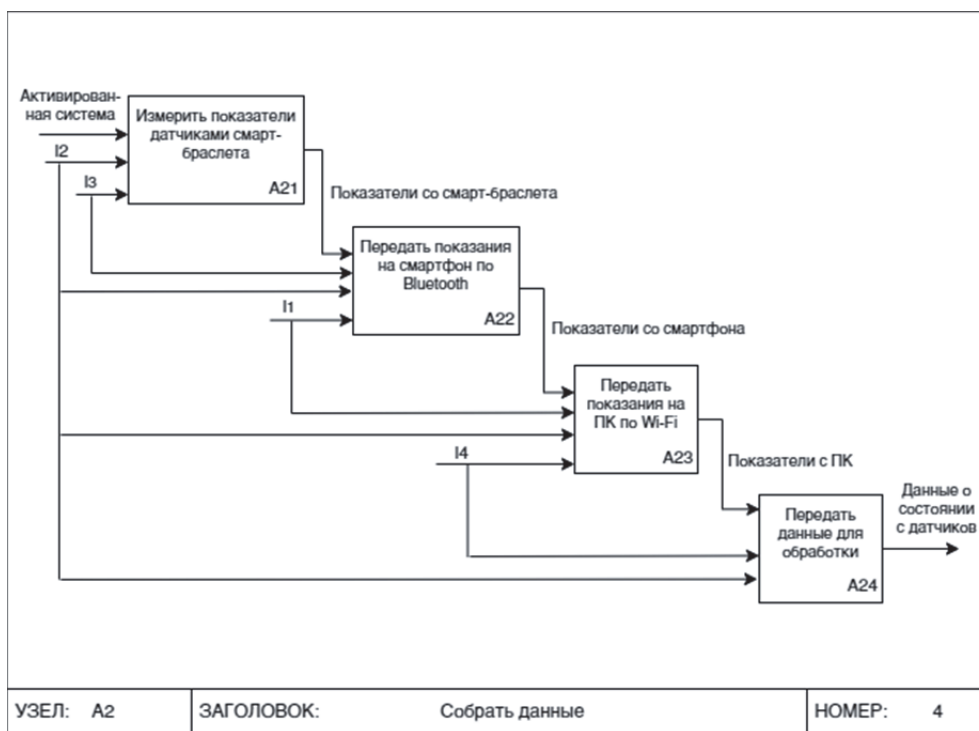 Активирован-
ная система
I2
I3
Измерить показатели
датчиками смарт-
браслета
A21
Показатели со смарт-браслета
Передать показания
на смартфон по
Bluetooth
A22
I1
Показатели со смартфона
Передать
показания на
ПК по Wi-Fi
A23
I4
Показатели с ПК
Передать
данные для
обработки
A24
Данные о
состоянии
с датчиков
УЗЕЛ: A2 ЗАГОЛОВОК: Собрать данные НОМЕР: 4